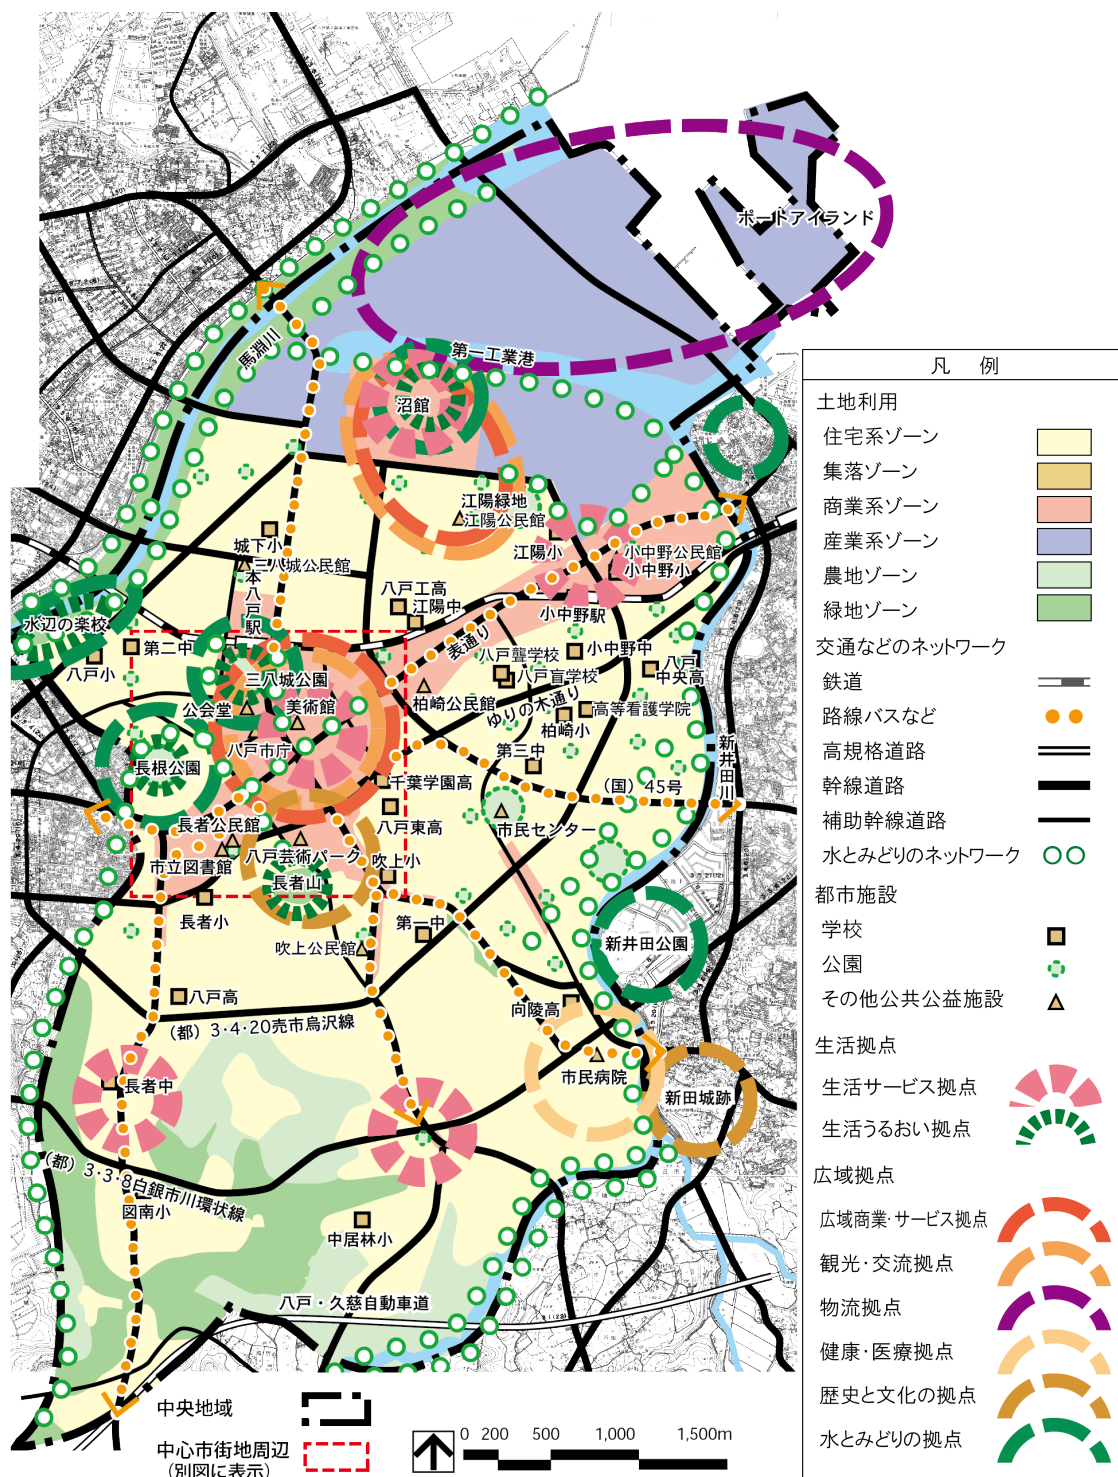 ポートアイランド
馬淵川
第一工業港
沼館
江陽緑地
江陽公民館
江陽小
小中野公民館
小中野小
城下小
三八城公民館
本八戸駅
八戸工高
江陽中
小中野駅
水辺の楽校
八戸小
第二中
表通り
八戸聾学校
八戸盲学校
小中野中
八戸中央高
三八城公園
公会堂
美術館
柏崎公民館
ゆりの木通り
高等看護学院
柏崎小
八戸市庁
第三中
新井田川
長根公園
千葉学園高
(国) 45号
長者公民館
八戸東高
市民センター
市立図書館
八戸芸術パーク
吹上小
長者山
長者小
第一中
吹上公民館
新井田公園
八戸高
向陵高
(都) 3・4・20売市烏沢線
長者中
市民病院
新田城跡
(都) 3・3・8白銀市川環状線
図南小
中居林小
八戸・久慈自動車道
中央地域
中心市街地周辺
(別図に表示)
0 200 500 1,000 1,500m
凡 例
土地利用
住宅系ゾーン
集落ゾーン
商業系ゾーン
産業系ゾーン
農地ゾーン
緑地ゾーン
交通などのネットワーク
鉄道
路線バスなど
高規格道路
幹線道路
補助幹線道路
水とみどりのネットワーク
都市施設
学校
公園
その他公共公益施設
生活拠点
生活サービス拠点
生活うるおい拠点
広域拠点
広域商業・サービス拠点
観光・交流拠点
物流拠点
健康・医療拠点
歴史と文化の拠点
水とみどりの拠点